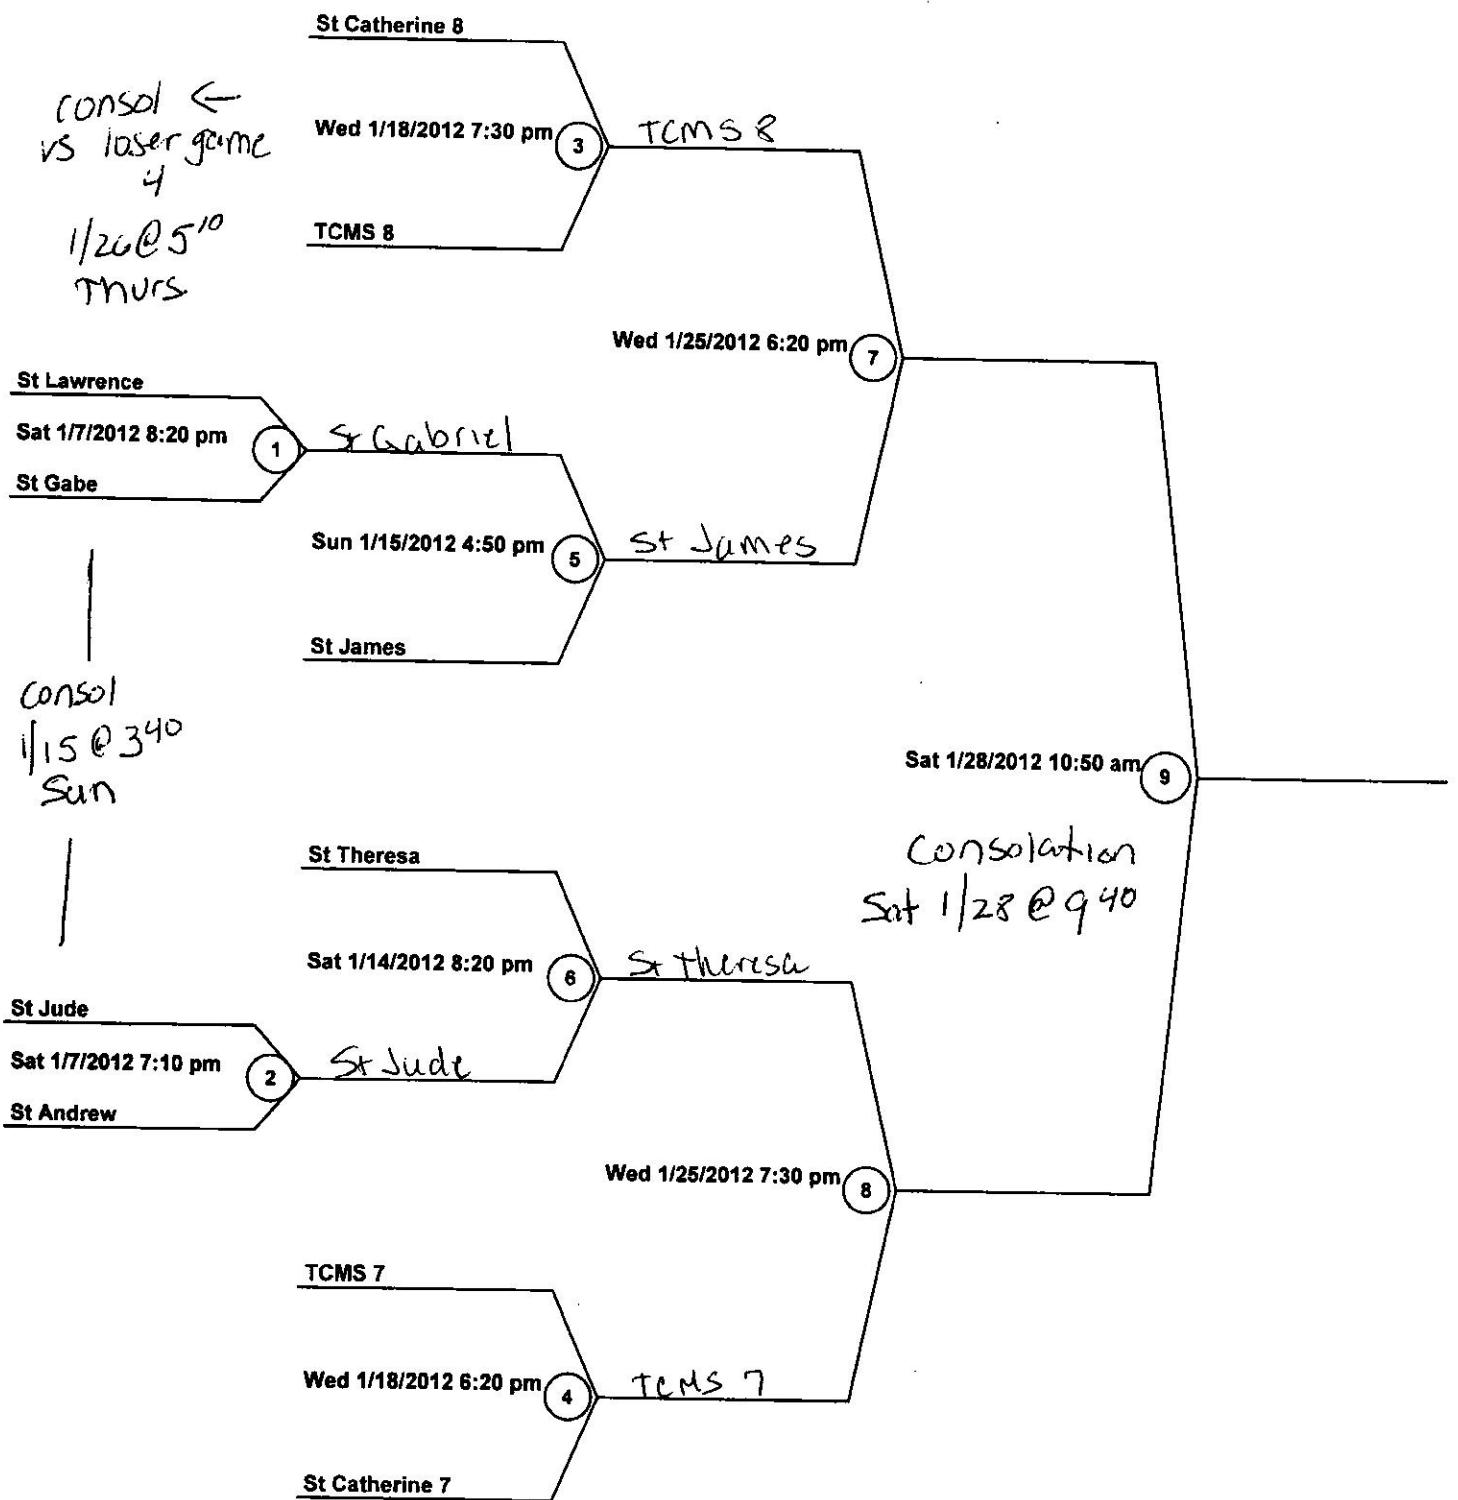 St Catherine 8
consol ←
vs loser game
4
1/26 @ 5 10
Thurs
Wed 1/18/2012 7:30 pm
3
TCMS 8
TCMS 8
Wed 1/25/2012 6:20 pm
7
St Lawrence
Sat 1/7/2012 8:20 pm
1
St Gabriel
St Gabe
Sun 1/15/2012 4:50 pm
5
St James
St James
consol
1/15 @ 3 40
Sun
Sat 1/28/2012 10:50 am
9
Consolation
Sat 1/28 @ 9 40
St Theresa
Sat 1/14/2012 8:20 pm
6
St Theresa
St Jude
Sat 1/7/2012 7:10 pm
2
St Jude
St Andrew
Wed 1/25/2012 7:30 pm
8
TCMS 7
Wed 1/18/2012 6:20 pm
4
TCMS 7
St Catherine 7